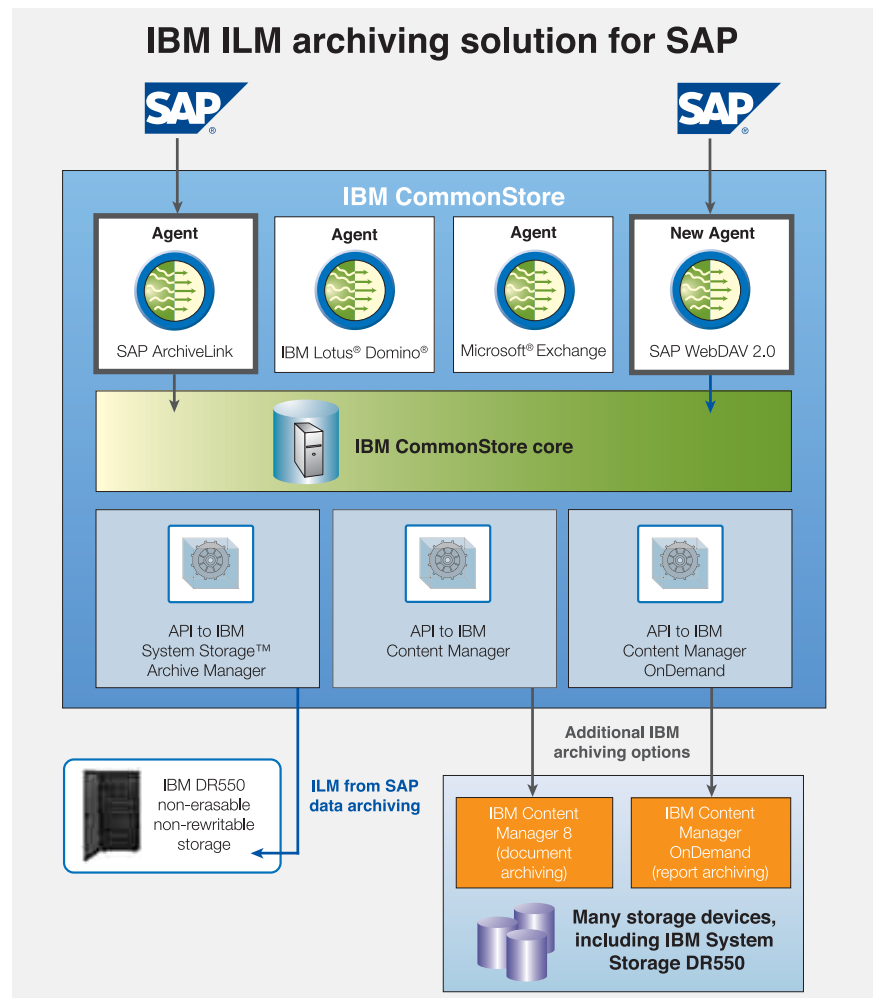 IBM ILM archiving solution for SAP
SAP®
SAP®
IBM CommonStore
Agent
SAP ArchiveLink
Agent
IBM Lotus® Domino®
Agent
Microsoft® Exchange
New Agent
SAP WebDAV 2.0
IBM CommonStore core
API to IBM
System Storage™
Archive Manager
API to IBM
Content Manager
API to IBM
Content Manager
OnDemand
Additional IBM
archiving options
IBM DR550
non-erasable
non-rewritable
storage
ILM from SAP
data archiving
IBM Content
Manager 8
(document
archiving)
IBM Content
Manager
OnDemand
(report archiving)
Many storage devices,
including IBM System
Storage DR550